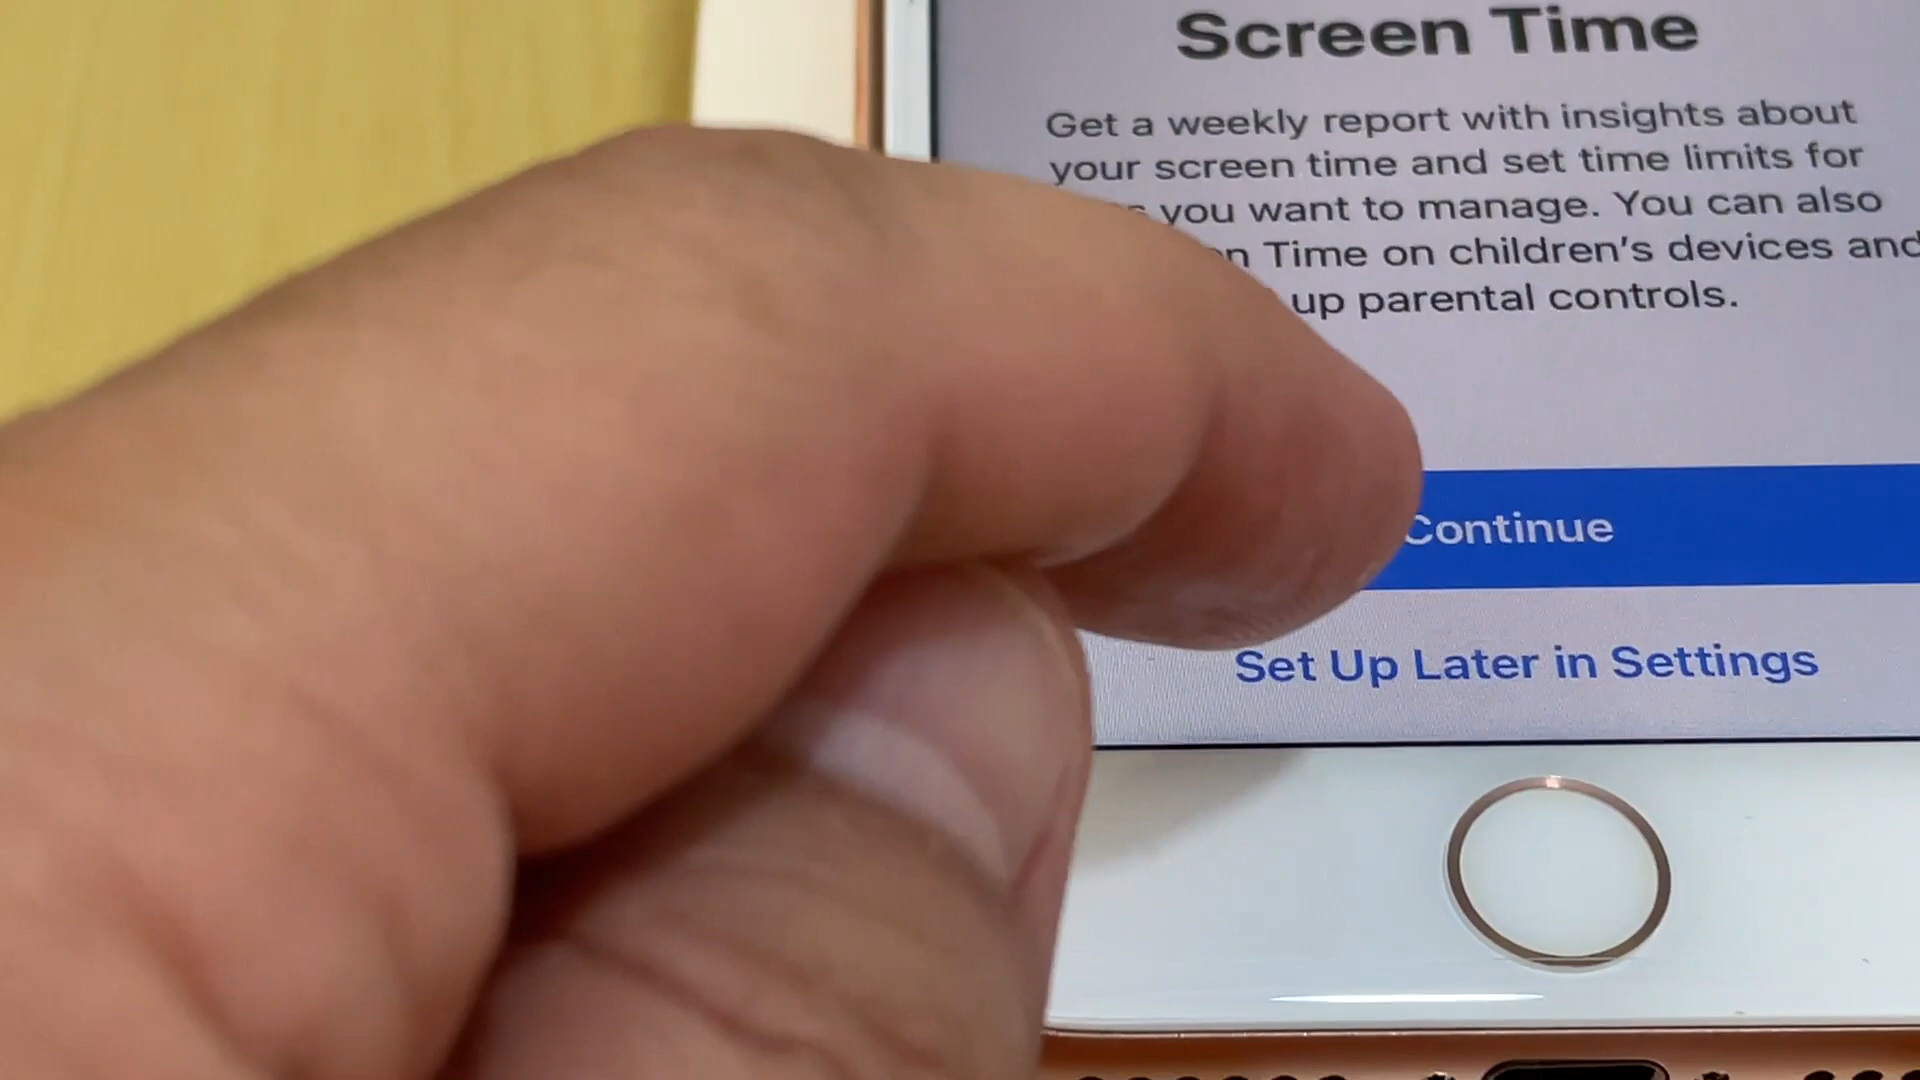 Screen Time
Get a weekly report with insights about
your screen time and set time limits for
you want to manage. You can also
Time on children's devices and
up parental controls.
Continue
Set Up Later in Settings